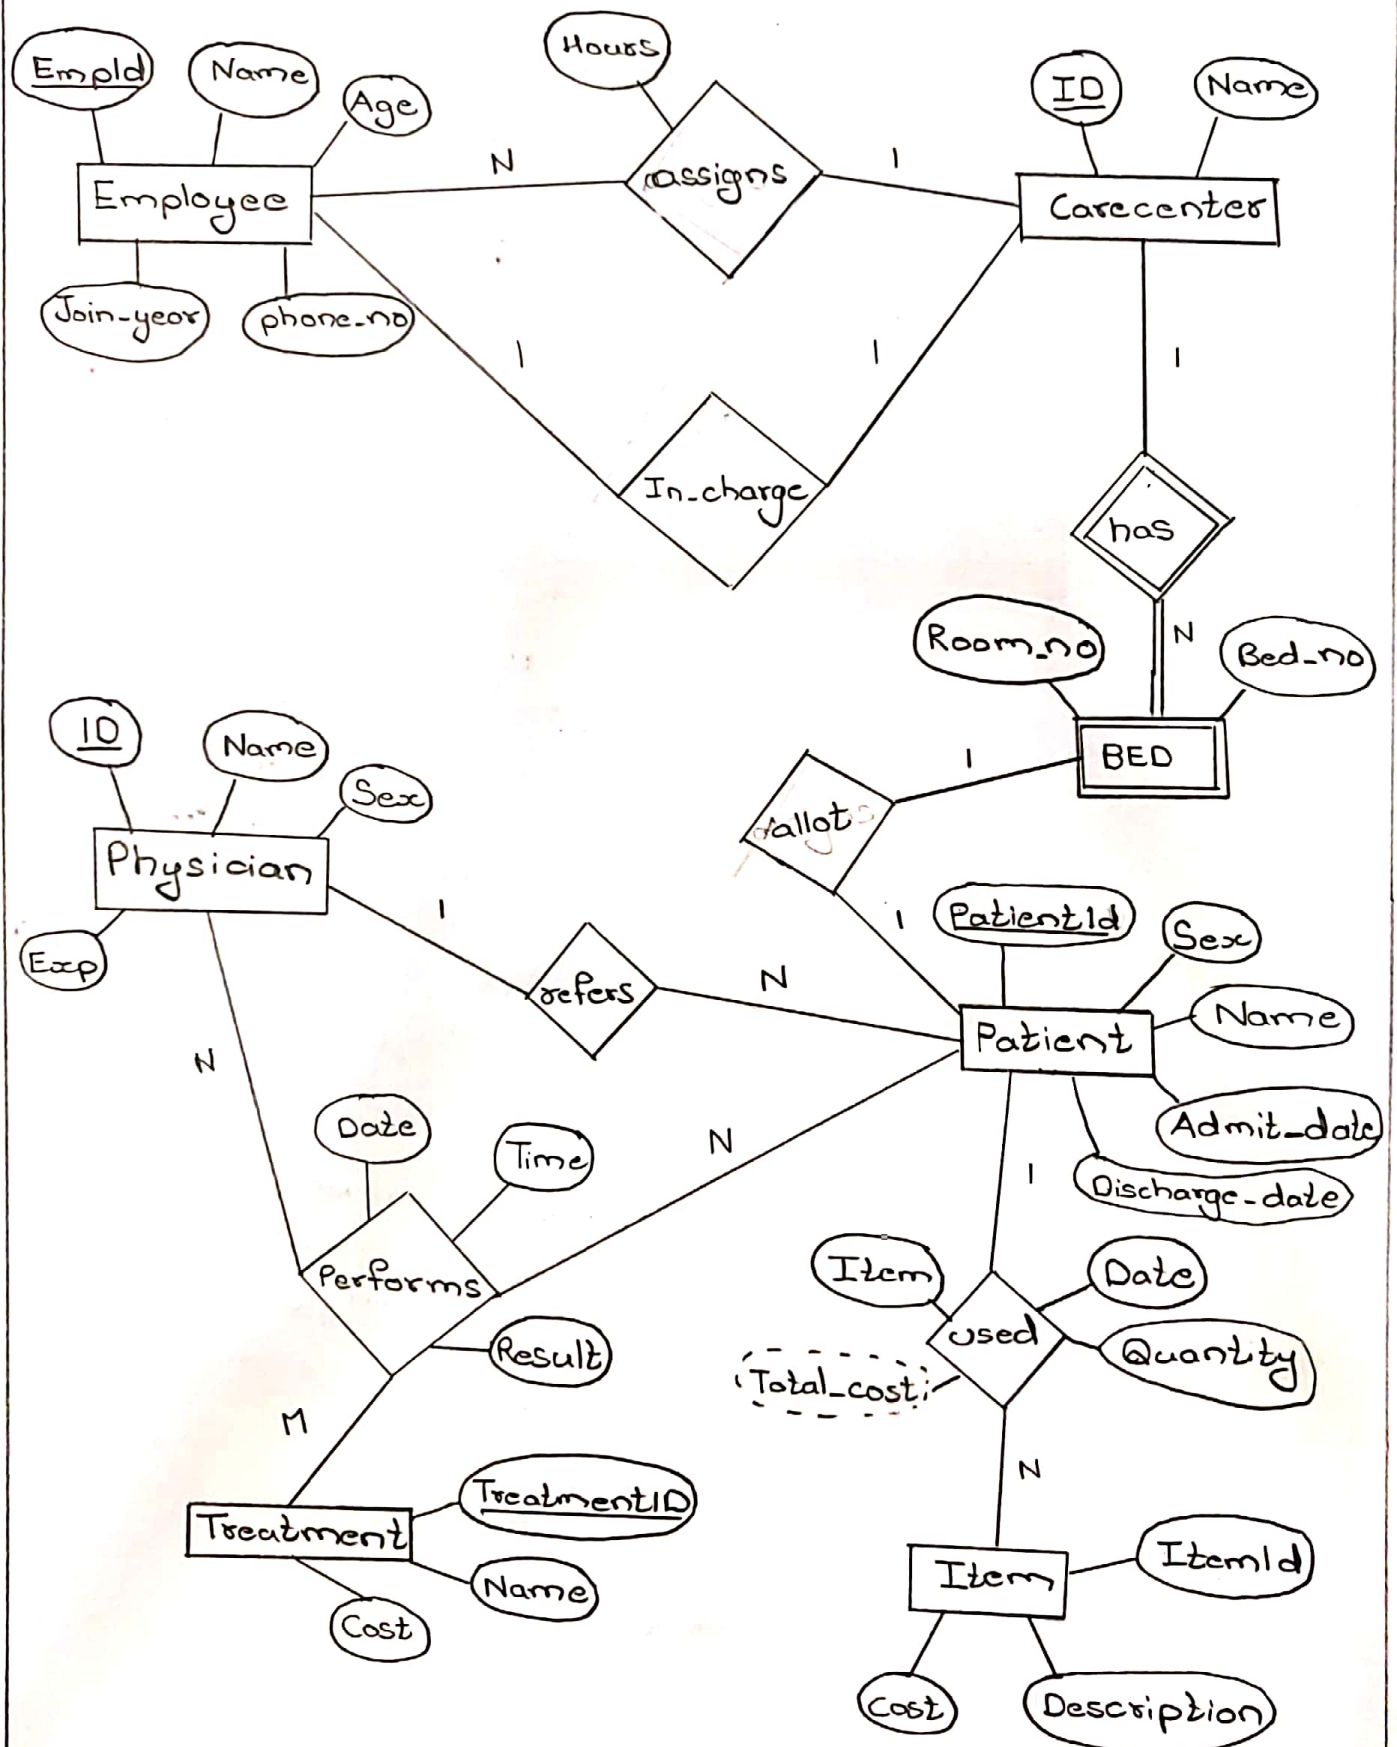 Hours
EmpId
Name
Age
ID
Name
N
assigns
1
Employee
Carecenter
Join-year
phone-no
1
1
1
In-charge
has
Room-no
N
Bed-no
ID
Name
BED
1
Sex
allot
Physician
1
1
PatientId
Sex
Exp
refers
N
Name
Patient
N
Date
Time
N
Admit-date
1
Discharge-date
Performs
Item
Date
used
Result
Quantity
Total-cost
M
N
TreatmentID
Treatment
ItemId
Name
Item
Cost
Cost
Description